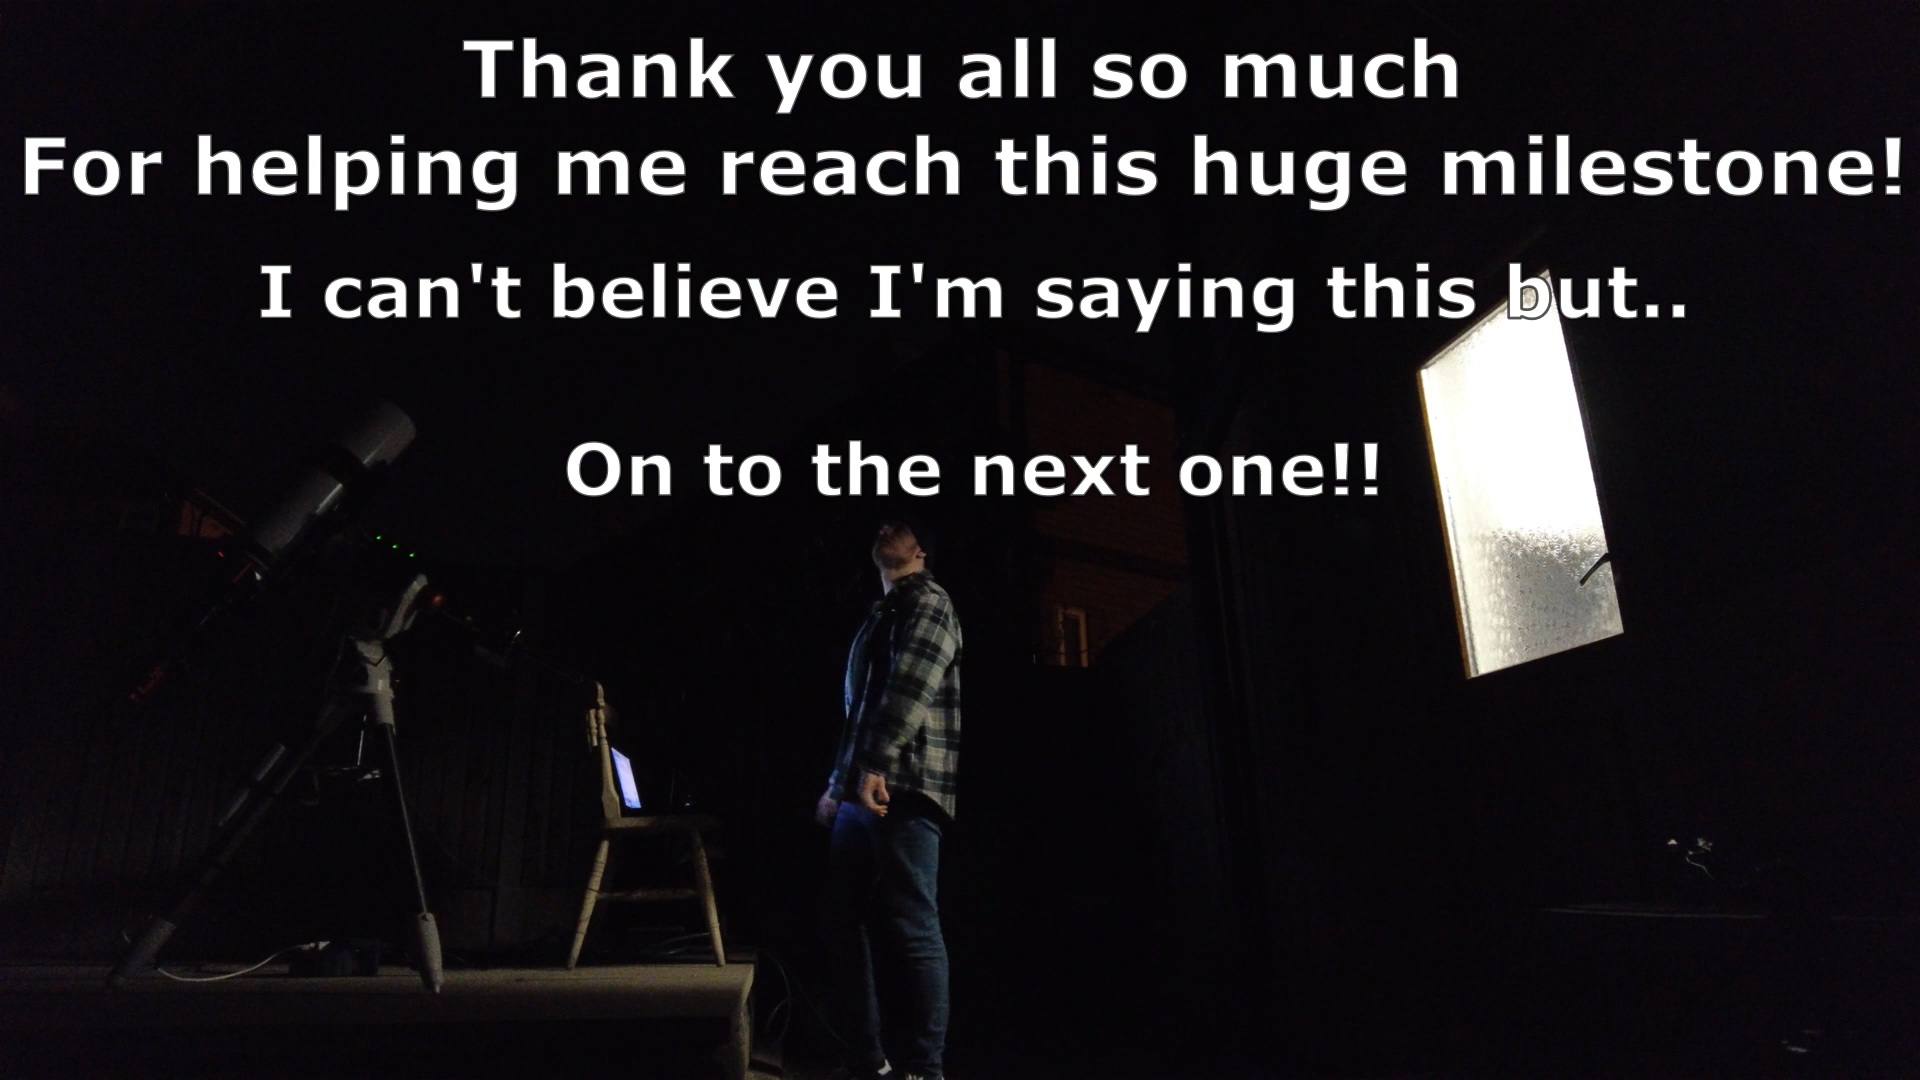 Thank you all so much
For helping me reach this huge milestone!
I can't believe I'm saying this but..
On to the next one!!